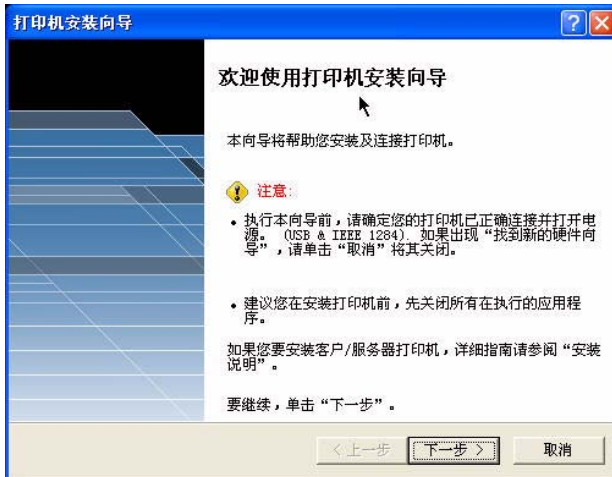 打印机安装向导
欢迎使用打印机安装向导
本向导将帮助您安装及连接打印机。
注意:
• 执行本向导前，请确定您的打印机已正确连接并打开电
源。 (USB & IEEE 1284). 如果出现“找到新的硬件向
导”，请单击“取消”将其关闭。
• 建议您在安装打印机前，先关闭所有在执行的应用程
序。
如果您要安装客户/服务器打印机，详细指南请参阅“安装
说明”。
要继续，单击“下一步”。
< 上一步 下一步 > 取消